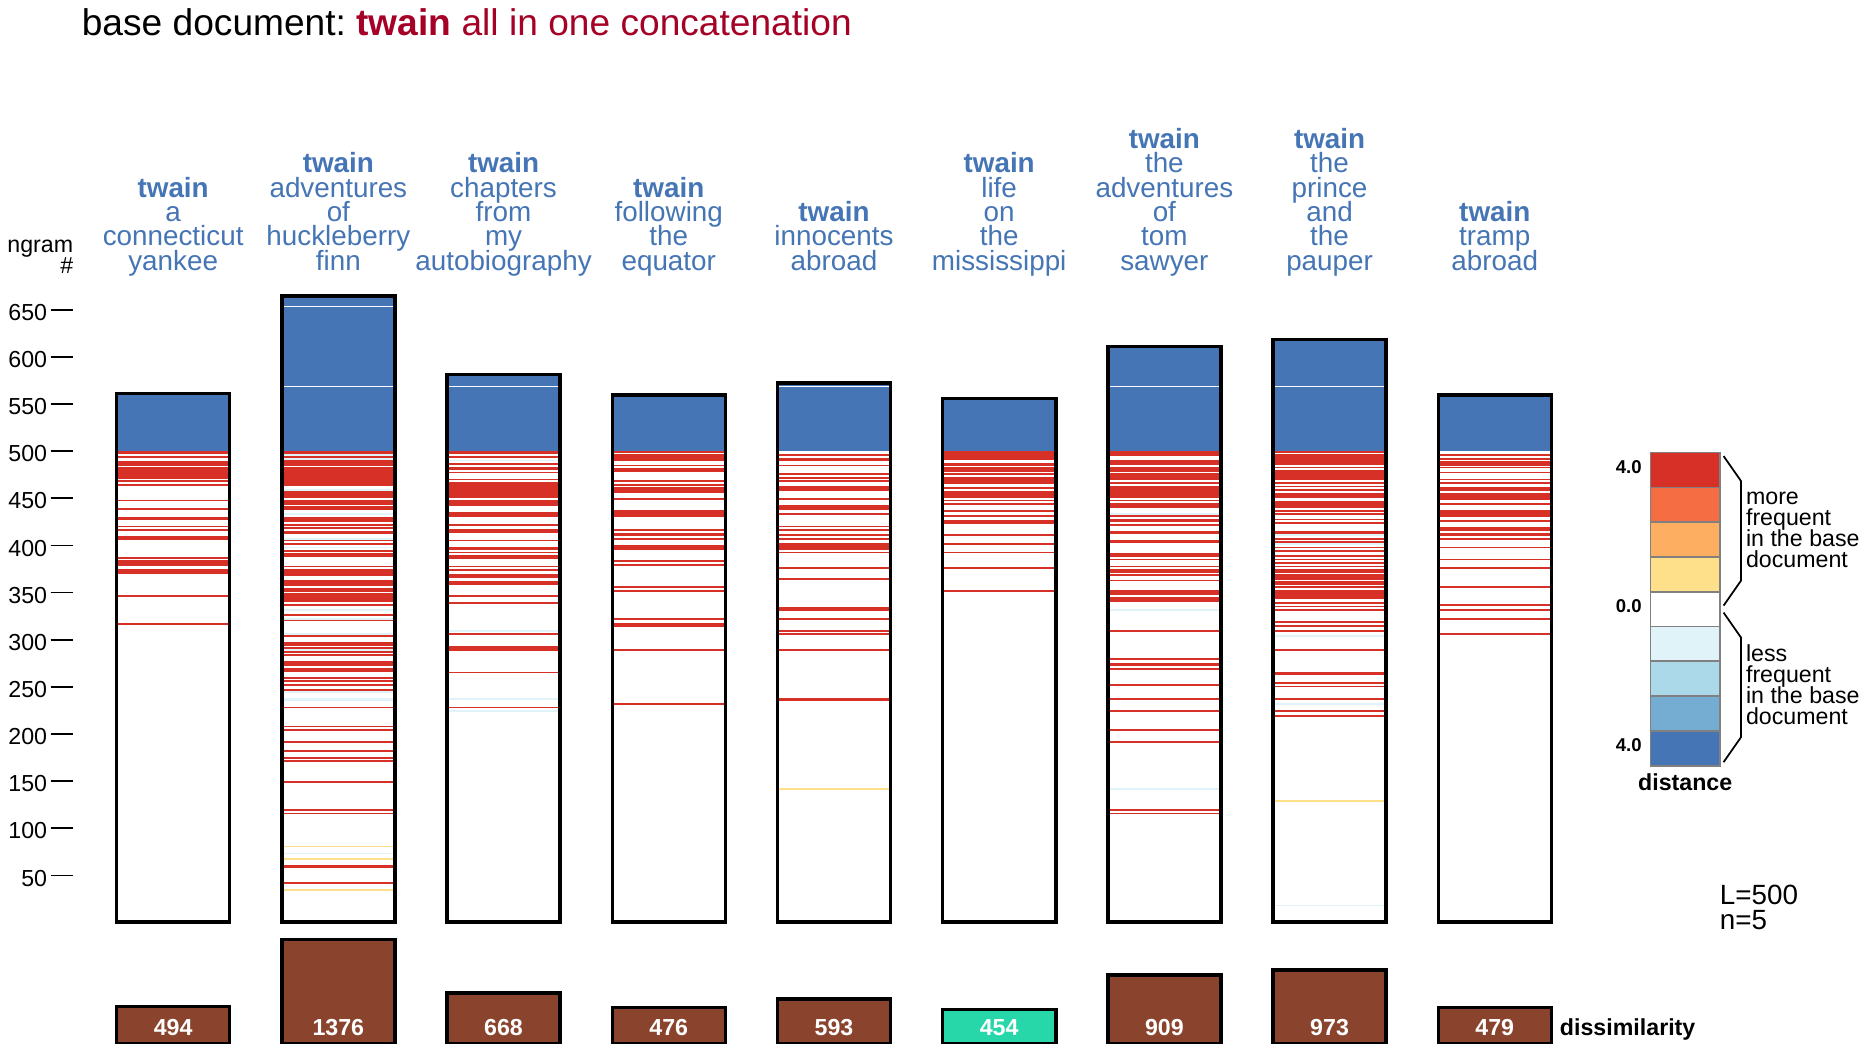 base document: twain all in one concatenation
twain
a
connecticut
yankee
twain
adventures
of
huckleberry
finn
twain
chapters
from
my
autobiography
twain
following
the
equator
twain
innocents
abroad
twain
life
on
the
mississippi
twain
the
adventures
of
tom
sawyer
twain
the
prince
and
the
pauper
twain
tramp
abroad
ngram
#
650
600
550
500
450
400
350
300
250
200
150
100
50
4.0
0.0
4.0
distance
more
frequent
in the base
document
less
frequent
in the base
document
L=500
n=5
494
1376
668
476
593
454
909
973
479
dissimilarity